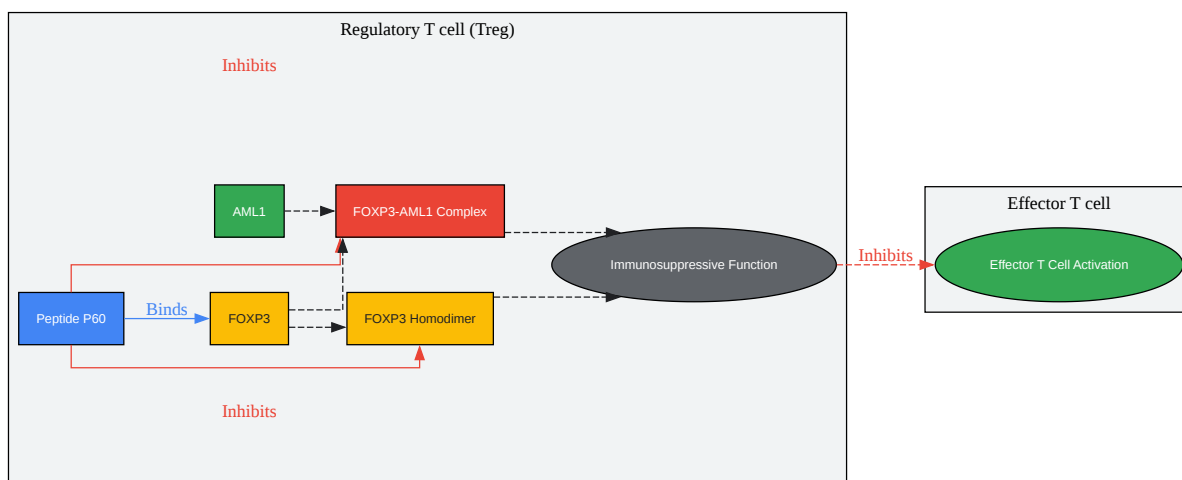 Regulatory T cell (Treg)
Inhibits
AML1
FOXP3-AML1 Complex
Effector T cell
Immunosuppressive Function
Inhibits
Effector T Cell Activation
Peptide P60
Binds
FOXP3
FOXP3 Homodimer
Inhibits